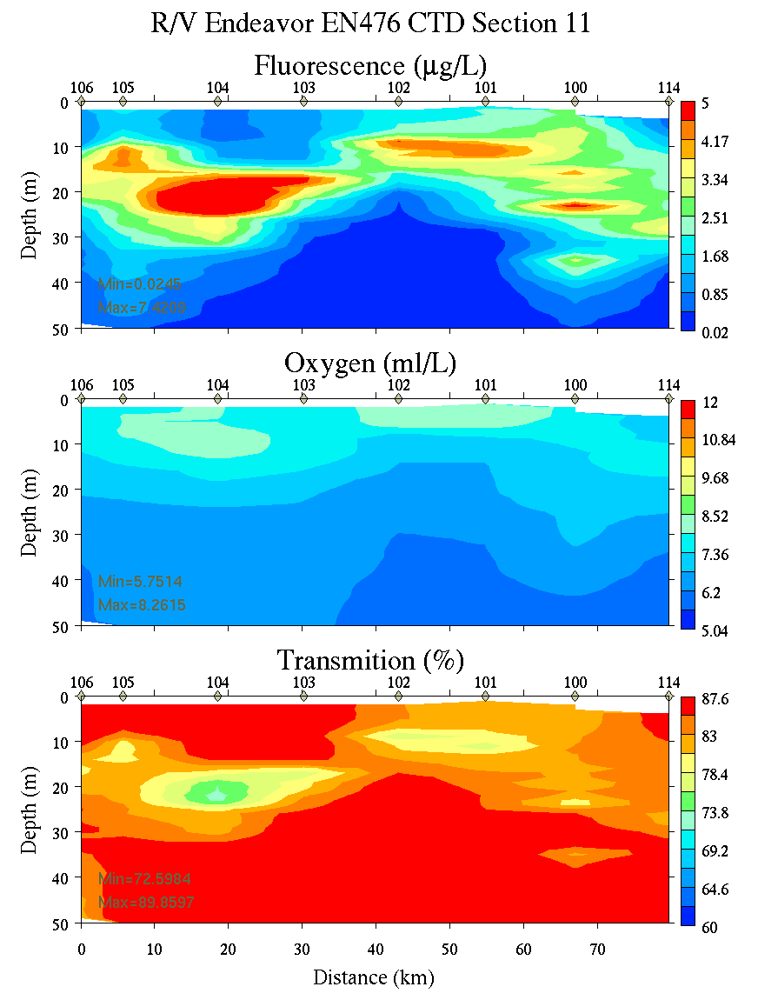 R/V Endeavor EN476 CTD Section 11
Fluorescence (μg/L)
106 105 104 103 102 101 100 114
0
10
20
30
40
50
Depth (m)
Min=0.0245
Max=7.4209
5
4.17
3.34
2.51
1.68
0.85
0.02
Oxygen (ml/L)
106 105 104 103 102 101 100 114
0
10
20
30
40
50
Depth (m)
Min=5.7514
Max=8.2615
12
10.84
9.68
8.52
7.36
6.2
5.04
Transmition (%)
106 105 104 103 102 101 100 114
0
10
20
30
40
50
Depth (m)
Min=72.5984
Max=89.8597
87.6
83
78.4
73.8
69.2
64.6
60
0 10 20 30 40 50 60 70
Distance (km)